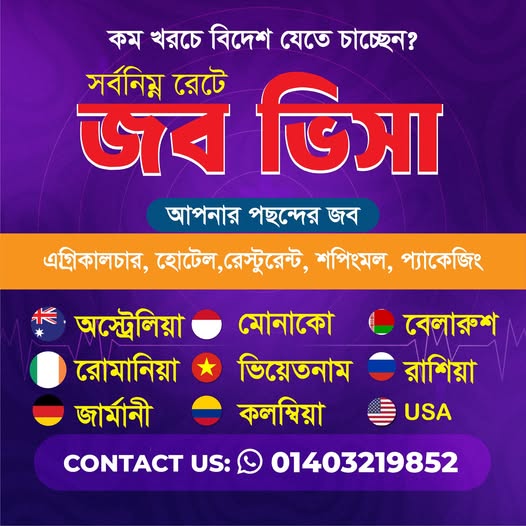 কম খরচে বিদেশ যেতে চাচ্ছেন?
সর্বনিম্ন রেটে
জব ভিসা
আপনার পছন্দের জব
এগ্রিকালচার, হোটেল,রেস্টুরেন্ট, শপিংমল, প্যাকেজিং
অস্ট্রেলিয়া মোনাকো বেলারুশ
রোমানিয়া ভিয়েতনাম রাশিয়া
জার্মানী কলম্বিয়া USA
CONTACT US: 01403219852